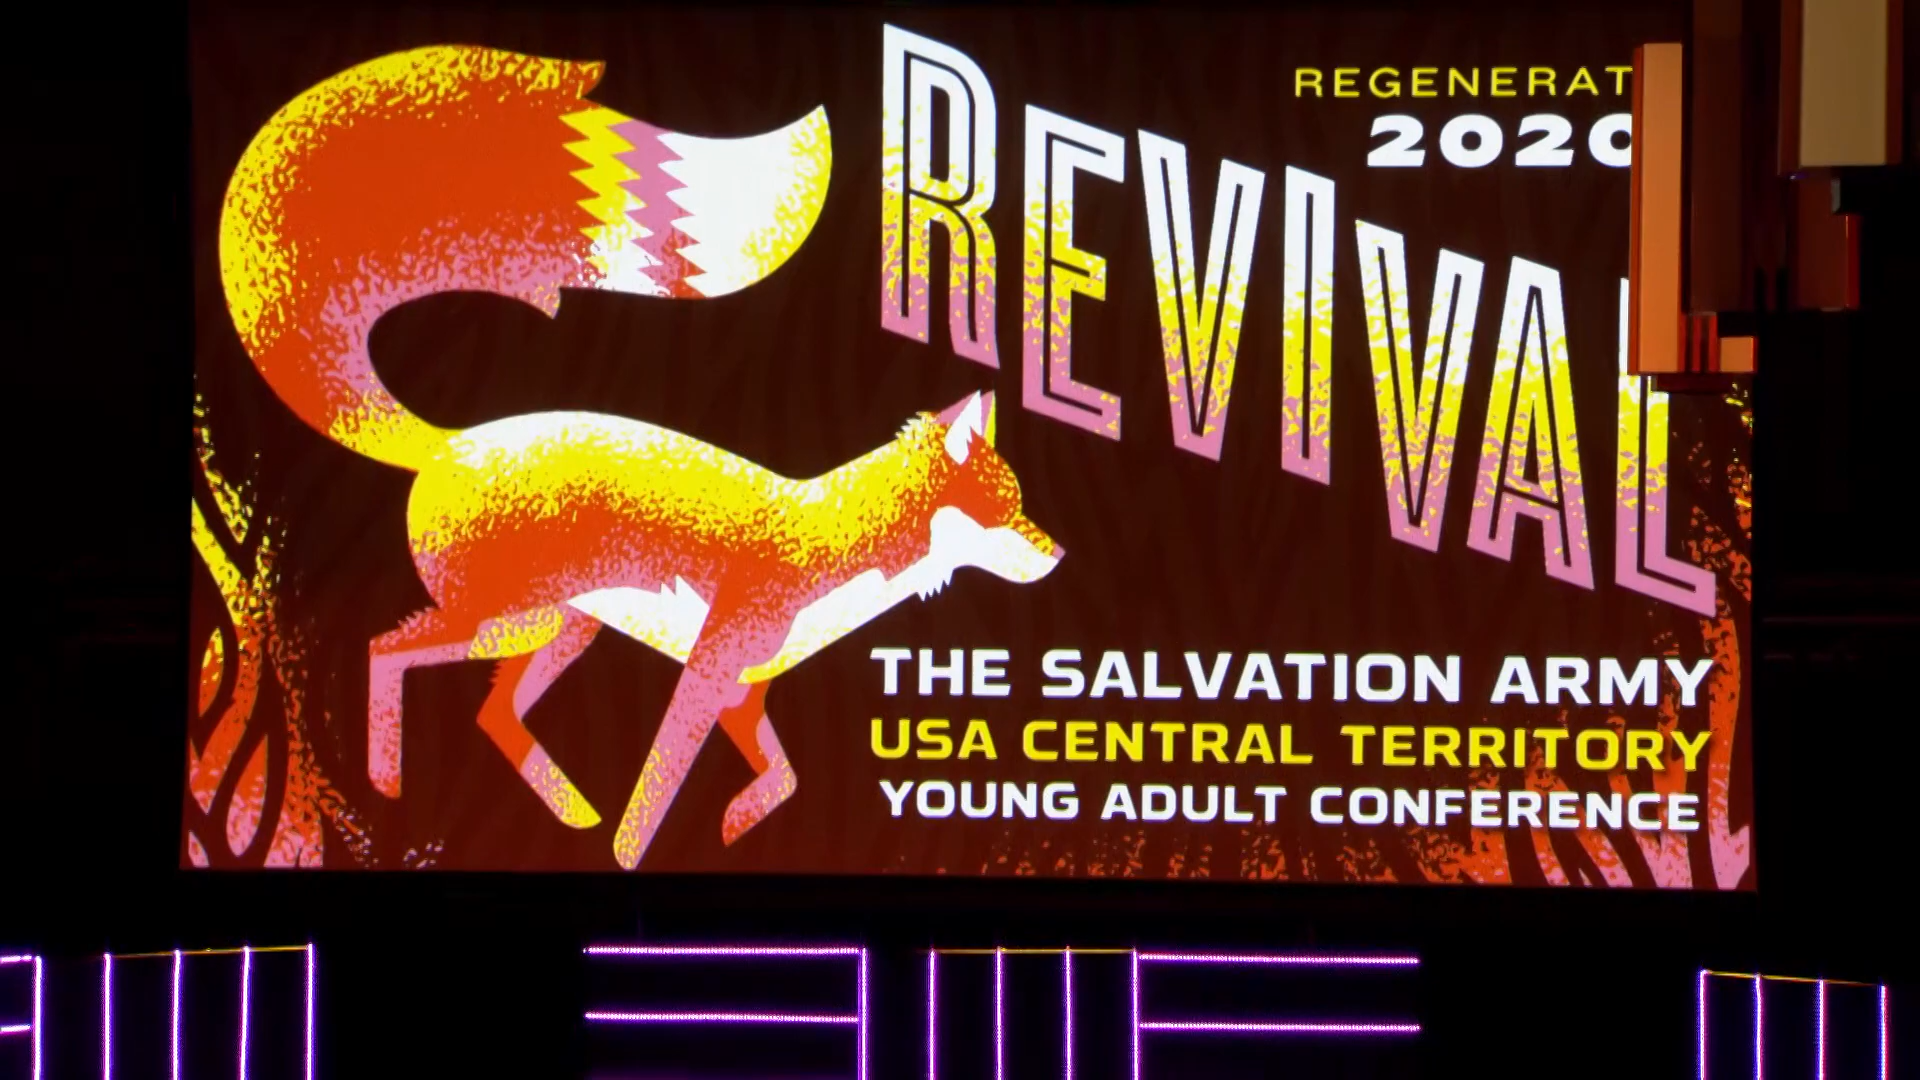 REGENERAT
2020
REVIVAL
THE SALVATION ARMY
USA CENTRAL TERRITORY
YOUNG ADULT CONFERENCE